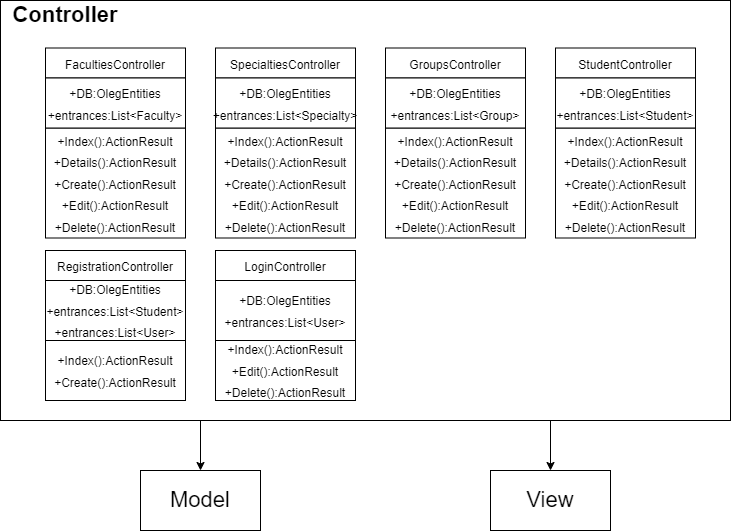 Controller
FacultiesController
+DB:OlegEntities
+entrances:List<Faculty>
+Index():ActionResult
+Details():ActionResult
+Create():ActionResult
+Edit():ActionResult
+Delete():ActionResult
SpecialtiesController
+DB:OlegEntities
+entrances:List<Specialty>
+Index():ActionResult
+Details():ActionResult
+Create():ActionResult
+Edit():ActionResult
+Delete():ActionResult
GroupsController
+DB:OlegEntities
+entrances:List<Group>
+Index():ActionResult
+Details():ActionResult
+Create():ActionResult
+Edit():ActionResult
+Delete():ActionResult
StudentController
+DB:OlegEntities
+entrances:List<Student>
+Index():ActionResult
+Details():ActionResult
+Create():ActionResult
+Edit():ActionResult
+Delete():ActionResult
RegistrationController
+DB:OlegEntities
+entrances:List<Student>
+entrances:List<User>
+Index():ActionResult
+Create():ActionResult
LoginController
+DB:OlegEntities
+entrances:List<User>
+Index():ActionResult
+Edit():ActionResult
+Delete():ActionResult
Model
View